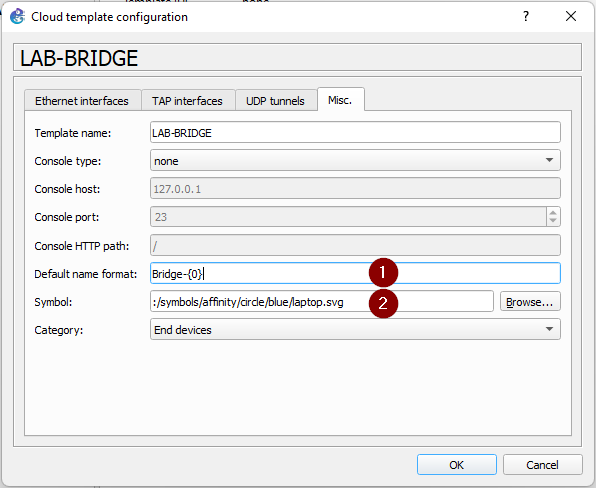 Cloud template configuration ? ×
LAB-BRIDGE
Ethernet interfaces TAP interfaces UDP tunnels Misc.
Template name: LAB-BRIDGE
Console type: none
Console host: 127.0.0.1
Console port: 23
Console HTTP path: /
Default name format: Bridge-{0} 1
Symbol: :/symbols/affinity/circle/blue/laptop.svg 2 Browse...
Category: End devices
OK Cancel